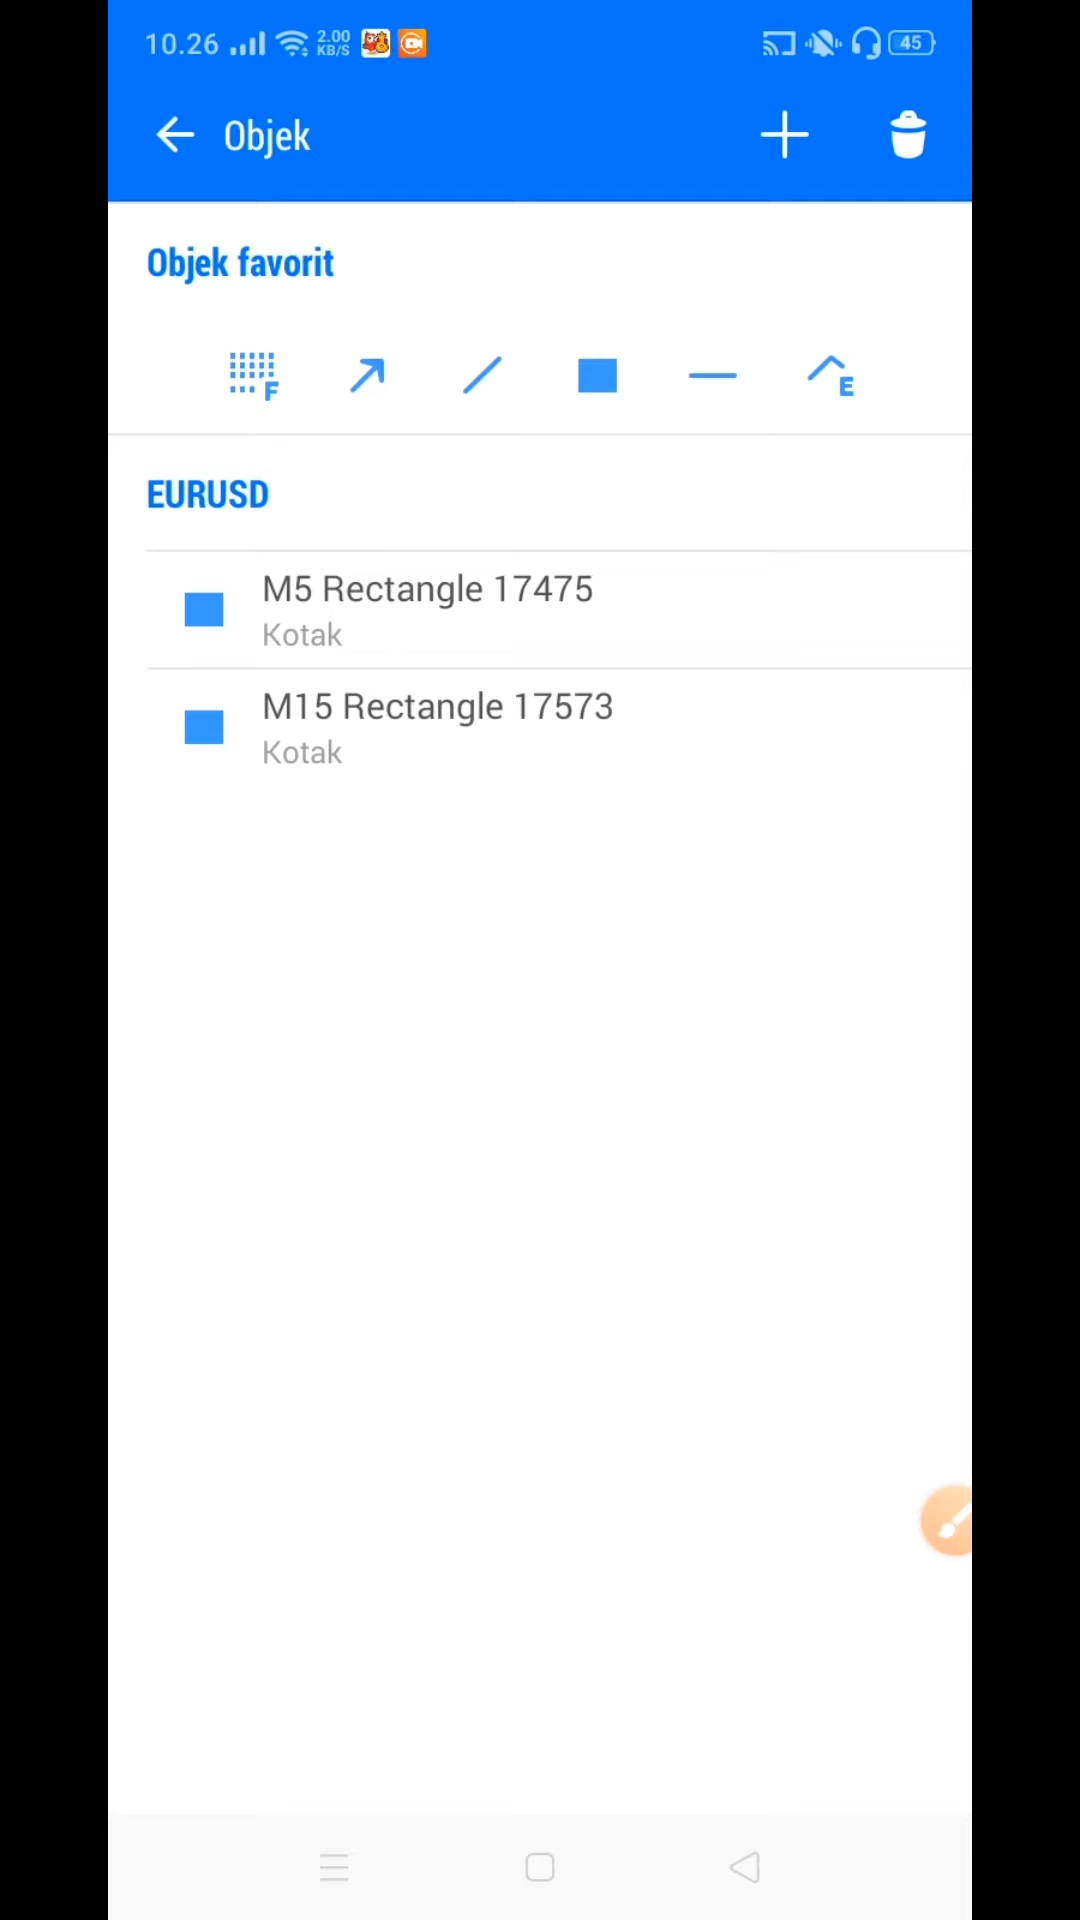 10.26 2.00 KB/S 45
Objek
Objek favorit
F E
EURUSD
M5 Rectangle 17475
Kotak
M15 Rectangle 17573
Kotak